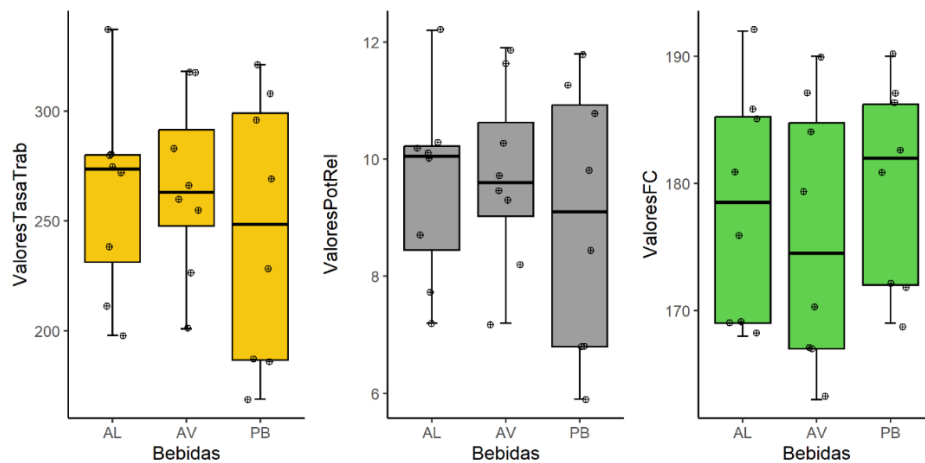 ValoresTasaTrab
300
250
200
AL AV PB
Bebidas
ValoresPotRel
12
10
8
6
AL AV PB
Bebidas
ValoresFC
190
180
170
AL AV PB
Bebidas